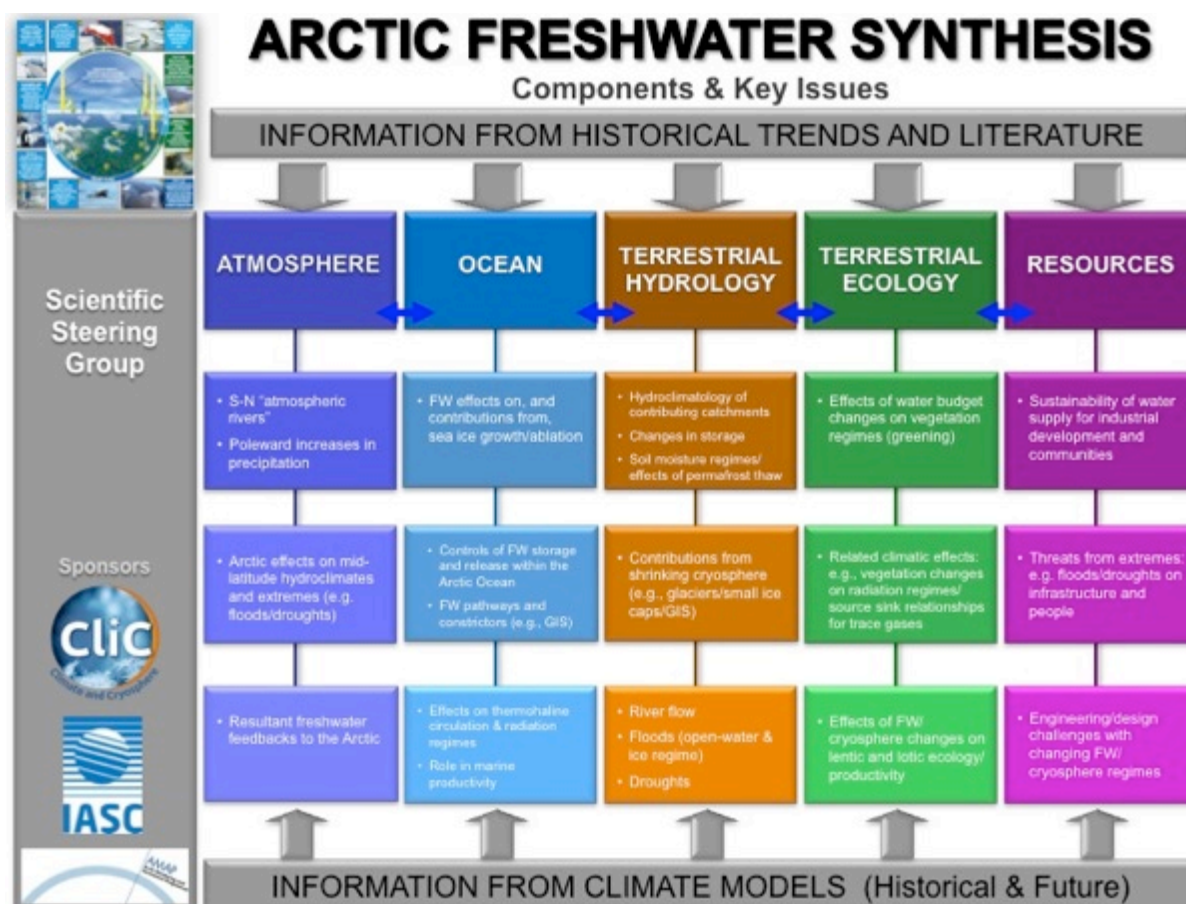 ARCTIC FRESHWATER SYNTHESIS
Components & Key Issues
INFORMATION FROM HISTORICAL TRENDS AND LITERATURE
Scientific
Steering
Group
Sponsors
CliC
Climate and Cryosphere
IASC
AMAP
ATMOSPHERE
• S-N "atmospheric
rivers"
• Poleward increases in
precipitation
• Arctic effects on mid-
latitude hydroclimates
and extremes (e.g.
floods/droughts)
• Resultant freshwater
feedbacks to the Arctic
OCEAN
• FW effects on, and
contributions from,
sea ice growth/ablation
• Controls of FW storage
and release within the
Arctic Ocean
• FW pathways and
constrictors (e.g., GIS)
• Effects on thermohaline
circulation & radiation
regimes
• Role in marine
productivity
TERRESTRIAL
HYDROLOGY
• Hydroclimatology of
contributing catchments
• Changes in storage
• Soil moisture regimes/
effects of permafrost thaw
• Contributions from
shrinking cryosphere
(e.g., glaciers/small ice
caps/GIS)
• River flow
• Floods (open-water &
ice regime)
• Droughts
TERRESTRIAL
ECOLOGY
• Effects of water budget
changes on vegetation
regimes (greening)
• Related climatic effects:
e.g., vegetation changes
on radiation regimes/
source sink relationships
for trace gases
• Effects of FW/
cryosphere changes on
lentic and lotic ecology/
productivity
RESOURCES
• Sustainability of water
supply for industrial
development and
communities
• Threats from extremes:
e.g. floods/droughts on
infrastructure and
people
• Engineering/design
challenges with
changing FW/
cryosphere regimes
INFORMATION FROM CLIMATE MODELS (Historical & Future)